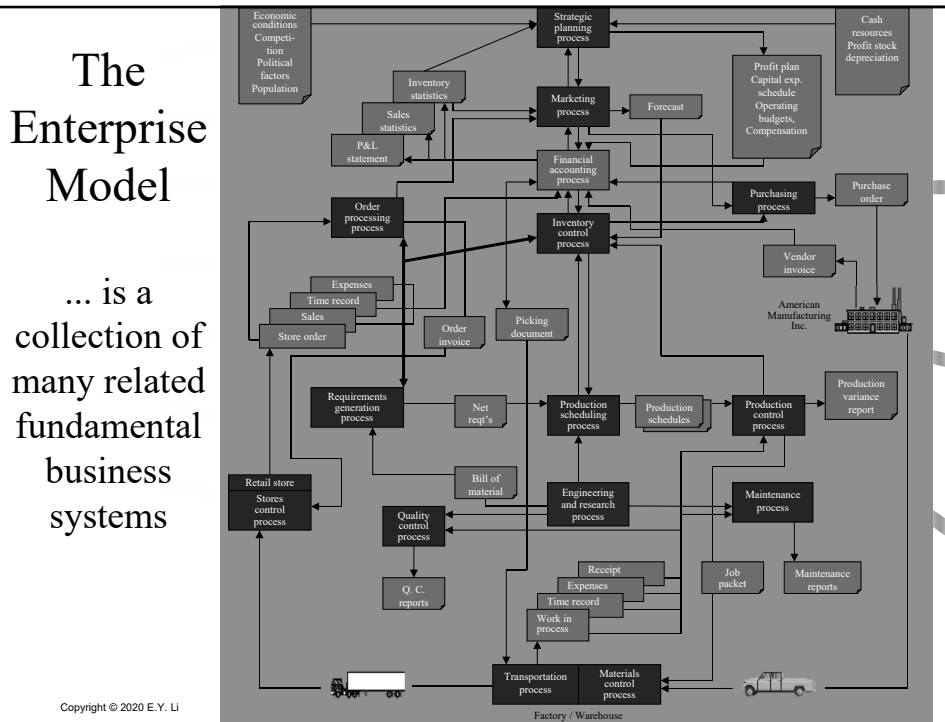 The
Enterprise
Model
... is a
collection of
many related
fundamental
business
systems
Copyright © 2020 E.Y. Li
Economic
conditions
Competi-
tion
Political
factors
Population
Strategic
planning
process
Cash
resources
Profit stock
depreciation
Inventory
statistics
Sales
statistics
P&L
statement
Marketing
process
Forecast
Profit plan
Capital exp.
schedule
Operating
budgets,
Compensation
Financial
accounting
process
Purchasing
process
Purchase
order
Order
processing
process
Inventory
control
process
Vendor
invoice
American
Manufacturing
Inc.
Expenses
Time record
Sales
Store order
Order
invoice
Picking
document
Requirements
generation
process
Net
reqt's
Production
scheduling
process
Production
schedules
Production
control
process
Production
variance
report
Retail store
Stores
control
process
Bill of
material
Engineering
and research
process
Maintenance
process
Quality
control
process
Q. C.
reports
Receipt
Expenses
Time record
Work in
process
Job
packet
Maintenance
reports
Transportation
process
Materials
control
process
Factory / Warehouse